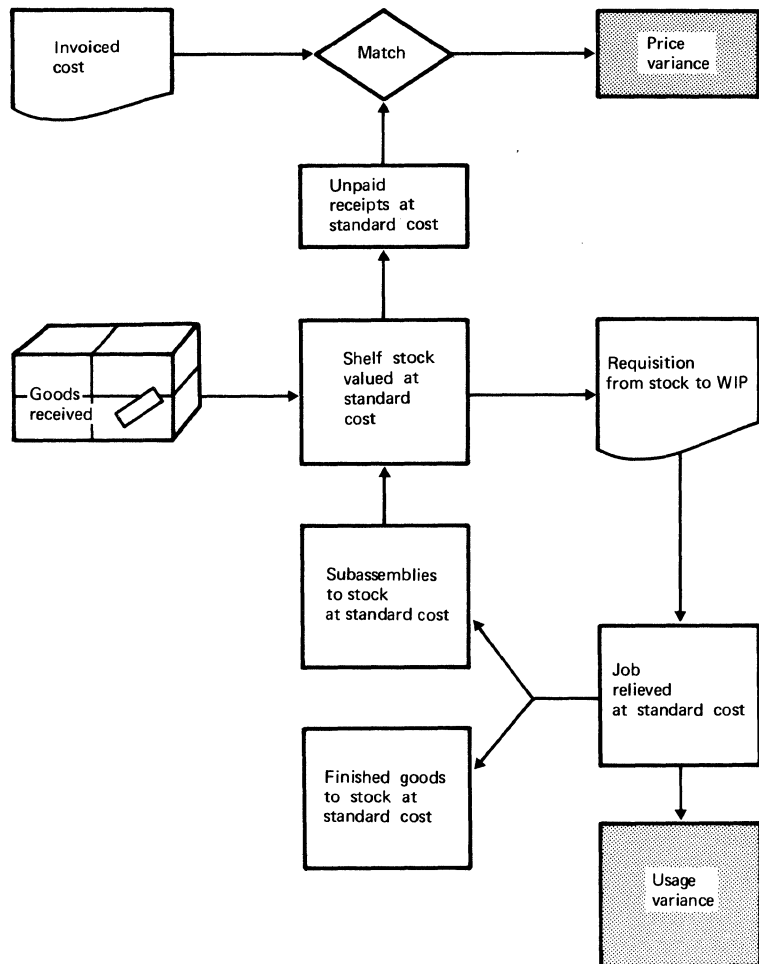 Invoiced
cost
Match
Price
variance
Unpaid
receipts at
standard cost
Goods
received
Shelf stock
valued at
standard
cost
Requisition
from stock to WIP
Subassemblies
to stock
at standard cost
Job
relieved
at standard cost
Finished goods
to stock at
standard cost
Usage
variance